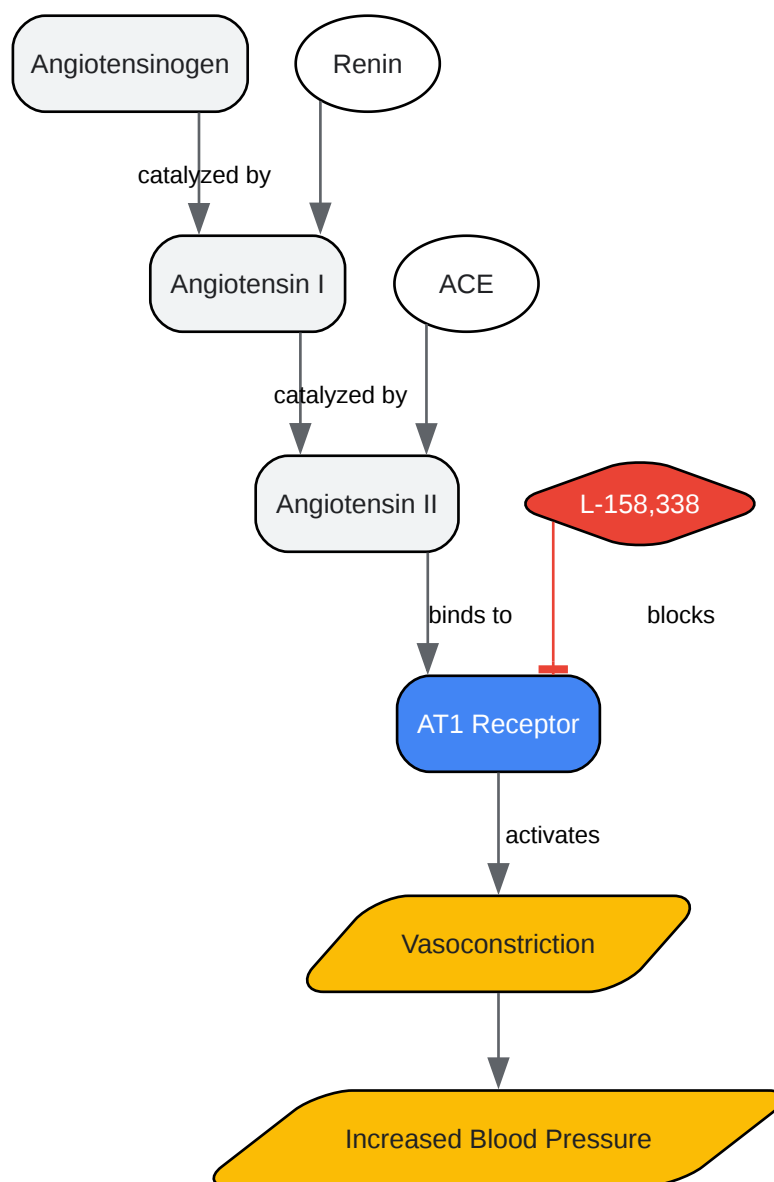 Angiotensinogen
Renin
catalyzed by
Angiotensin I
ACE
catalyzed by
Angiotensin II
L-158,338
binds to
blocks
AT1 Receptor
activates
Vasoconstriction
Increased Blood Pressure